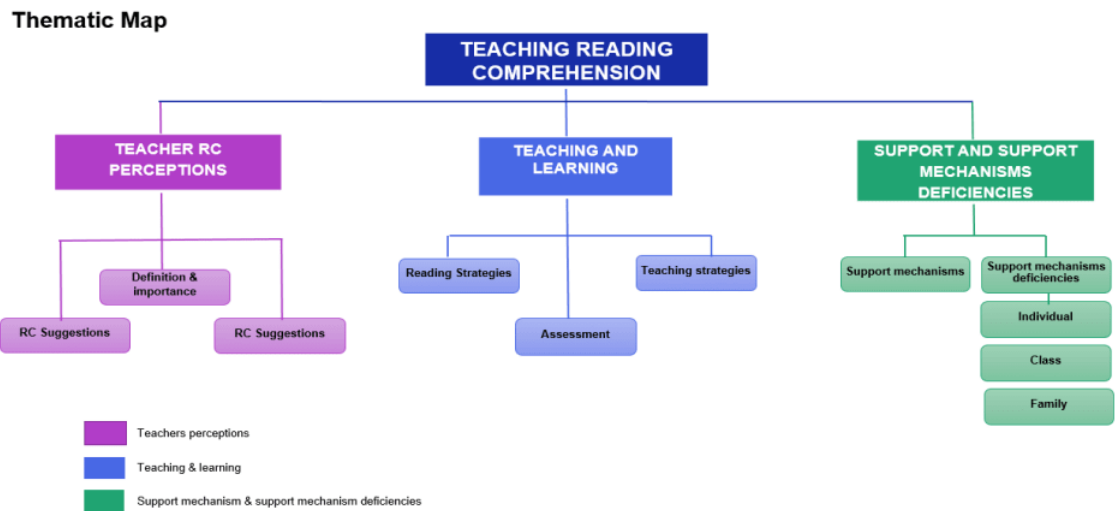 Thematic Map
TEACHING READING
COMPREHENSION
TEACHER RC
PERCEPTIONS
TEACHING AND
LEARNING
SUPPORT AND SUPPORT
MECHANISMS
DEFICIENCIES
Definition &
importance
RC Suggestions
RC Suggestions
Reading Strategies
Teaching strategies
Assessment
Support mechanisms
Support mechanisms
deficiencies
Individual
Class
Family
Teachers perceptions
Teaching & learning
Support mechanism & support mechanism deficiencies